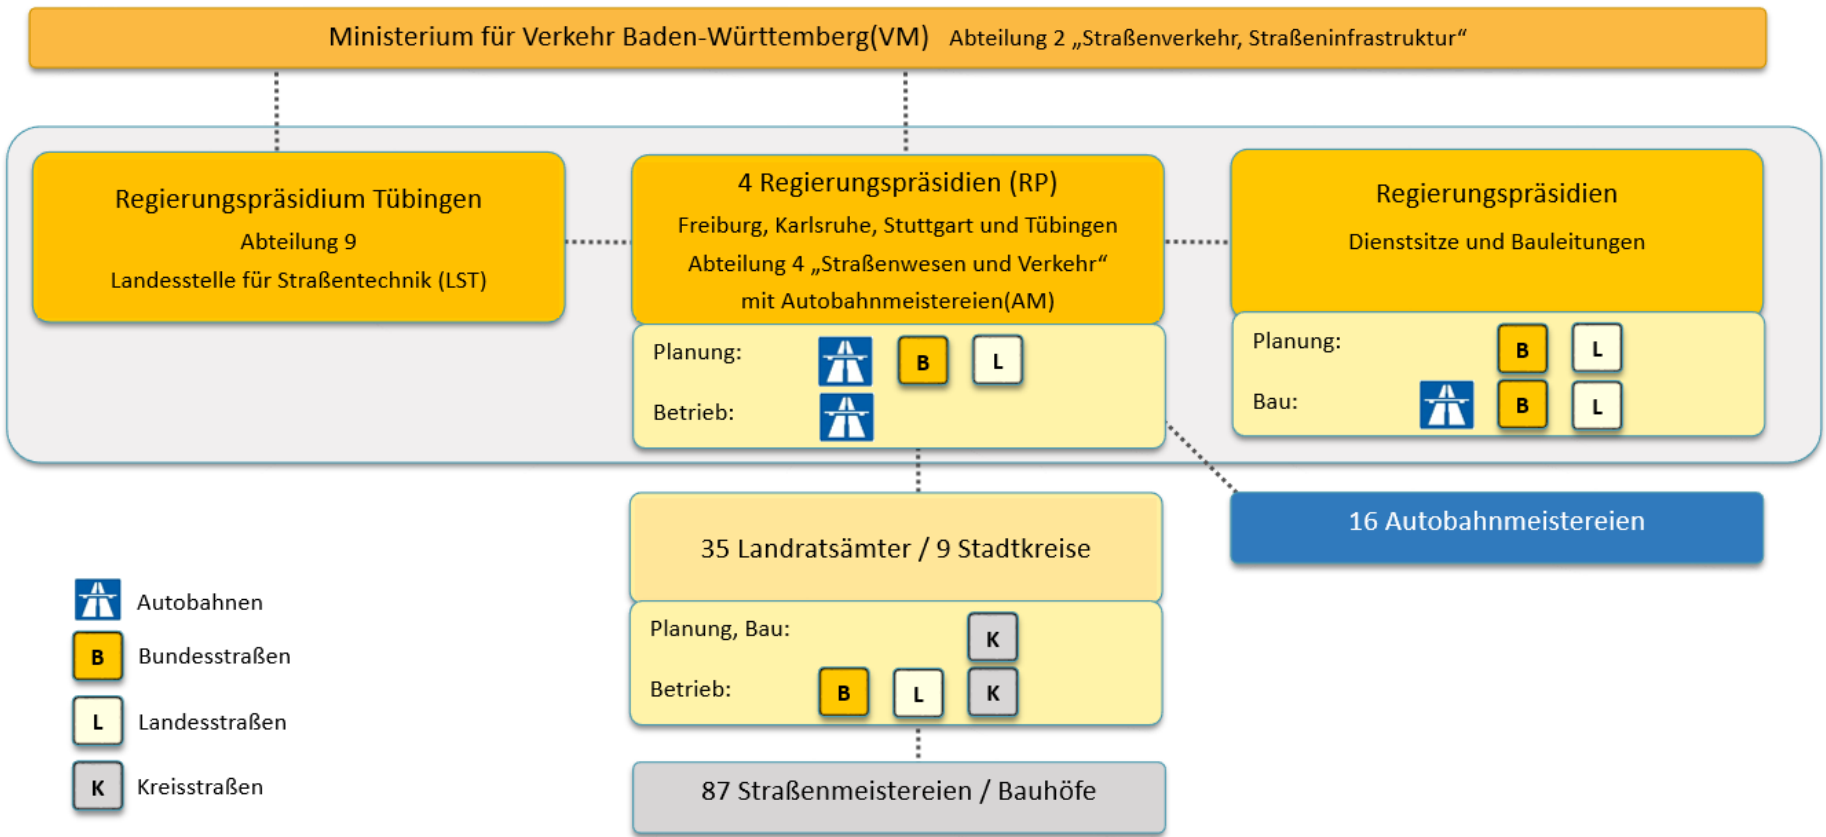 Ministerium für Verkehr Baden-Württemberg(VM) Abteilung 2 „Straßenverkehr, Straßeninfrastruktur“
Regierungspräsidium Tübingen
Abteilung 9
Landesstelle für Straßentechnik (LST)
4 Regierungspräsidien (RP)
Freiburg, Karlsruhe, Stuttgart und Tübingen
Abteilung 4 „Straßenwesen und Verkehr“
mit Autobahnmeistereien(AM)
Planung: B L
Betrieb:
Regierungspräsidien
Dienstsitze und Bauleitungen
Planung: B L
Bau: B L
16 Autobahnmeistereien
35 Landratsämter / 9 Stadtkreise
Planung, Bau: K
Betrieb: B L K
87 Straßenmeistereien / Bauhöfe
Autobahnen
B Bundesstraßen
L Landesstraßen
K Kreisstraßen